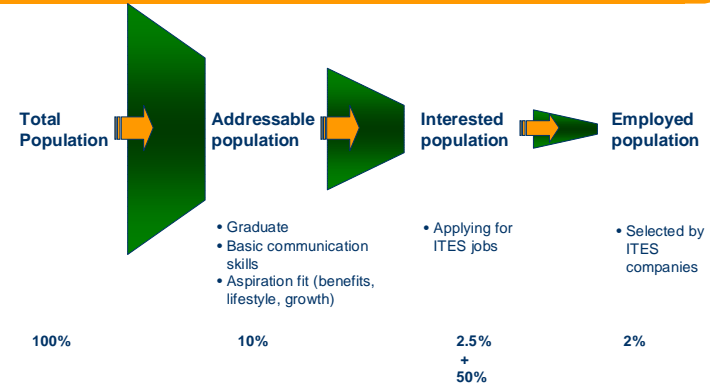 Total
Population
Addressable
population
Interested
population
Employed
population
• Graduate
• Basic communication
skills
• Aspiration fit (benefits,
lifestyle, growth)
• Applying for
ITES jobs
• Selected by
ITES
companies
100%
10%
2.5%
+
50%
2%